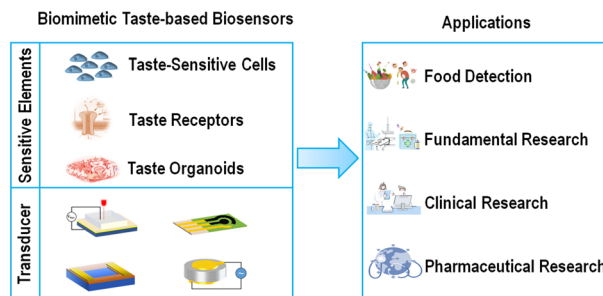 Biomimetic Taste-based Biosensors
Applications
Sensitive Elements
Taste-Sensitive Cells
Taste Receptors
Taste Organoids
Transducer
Food Detection
Fundamental Research
Clinical Research
Pharmaceutical Research